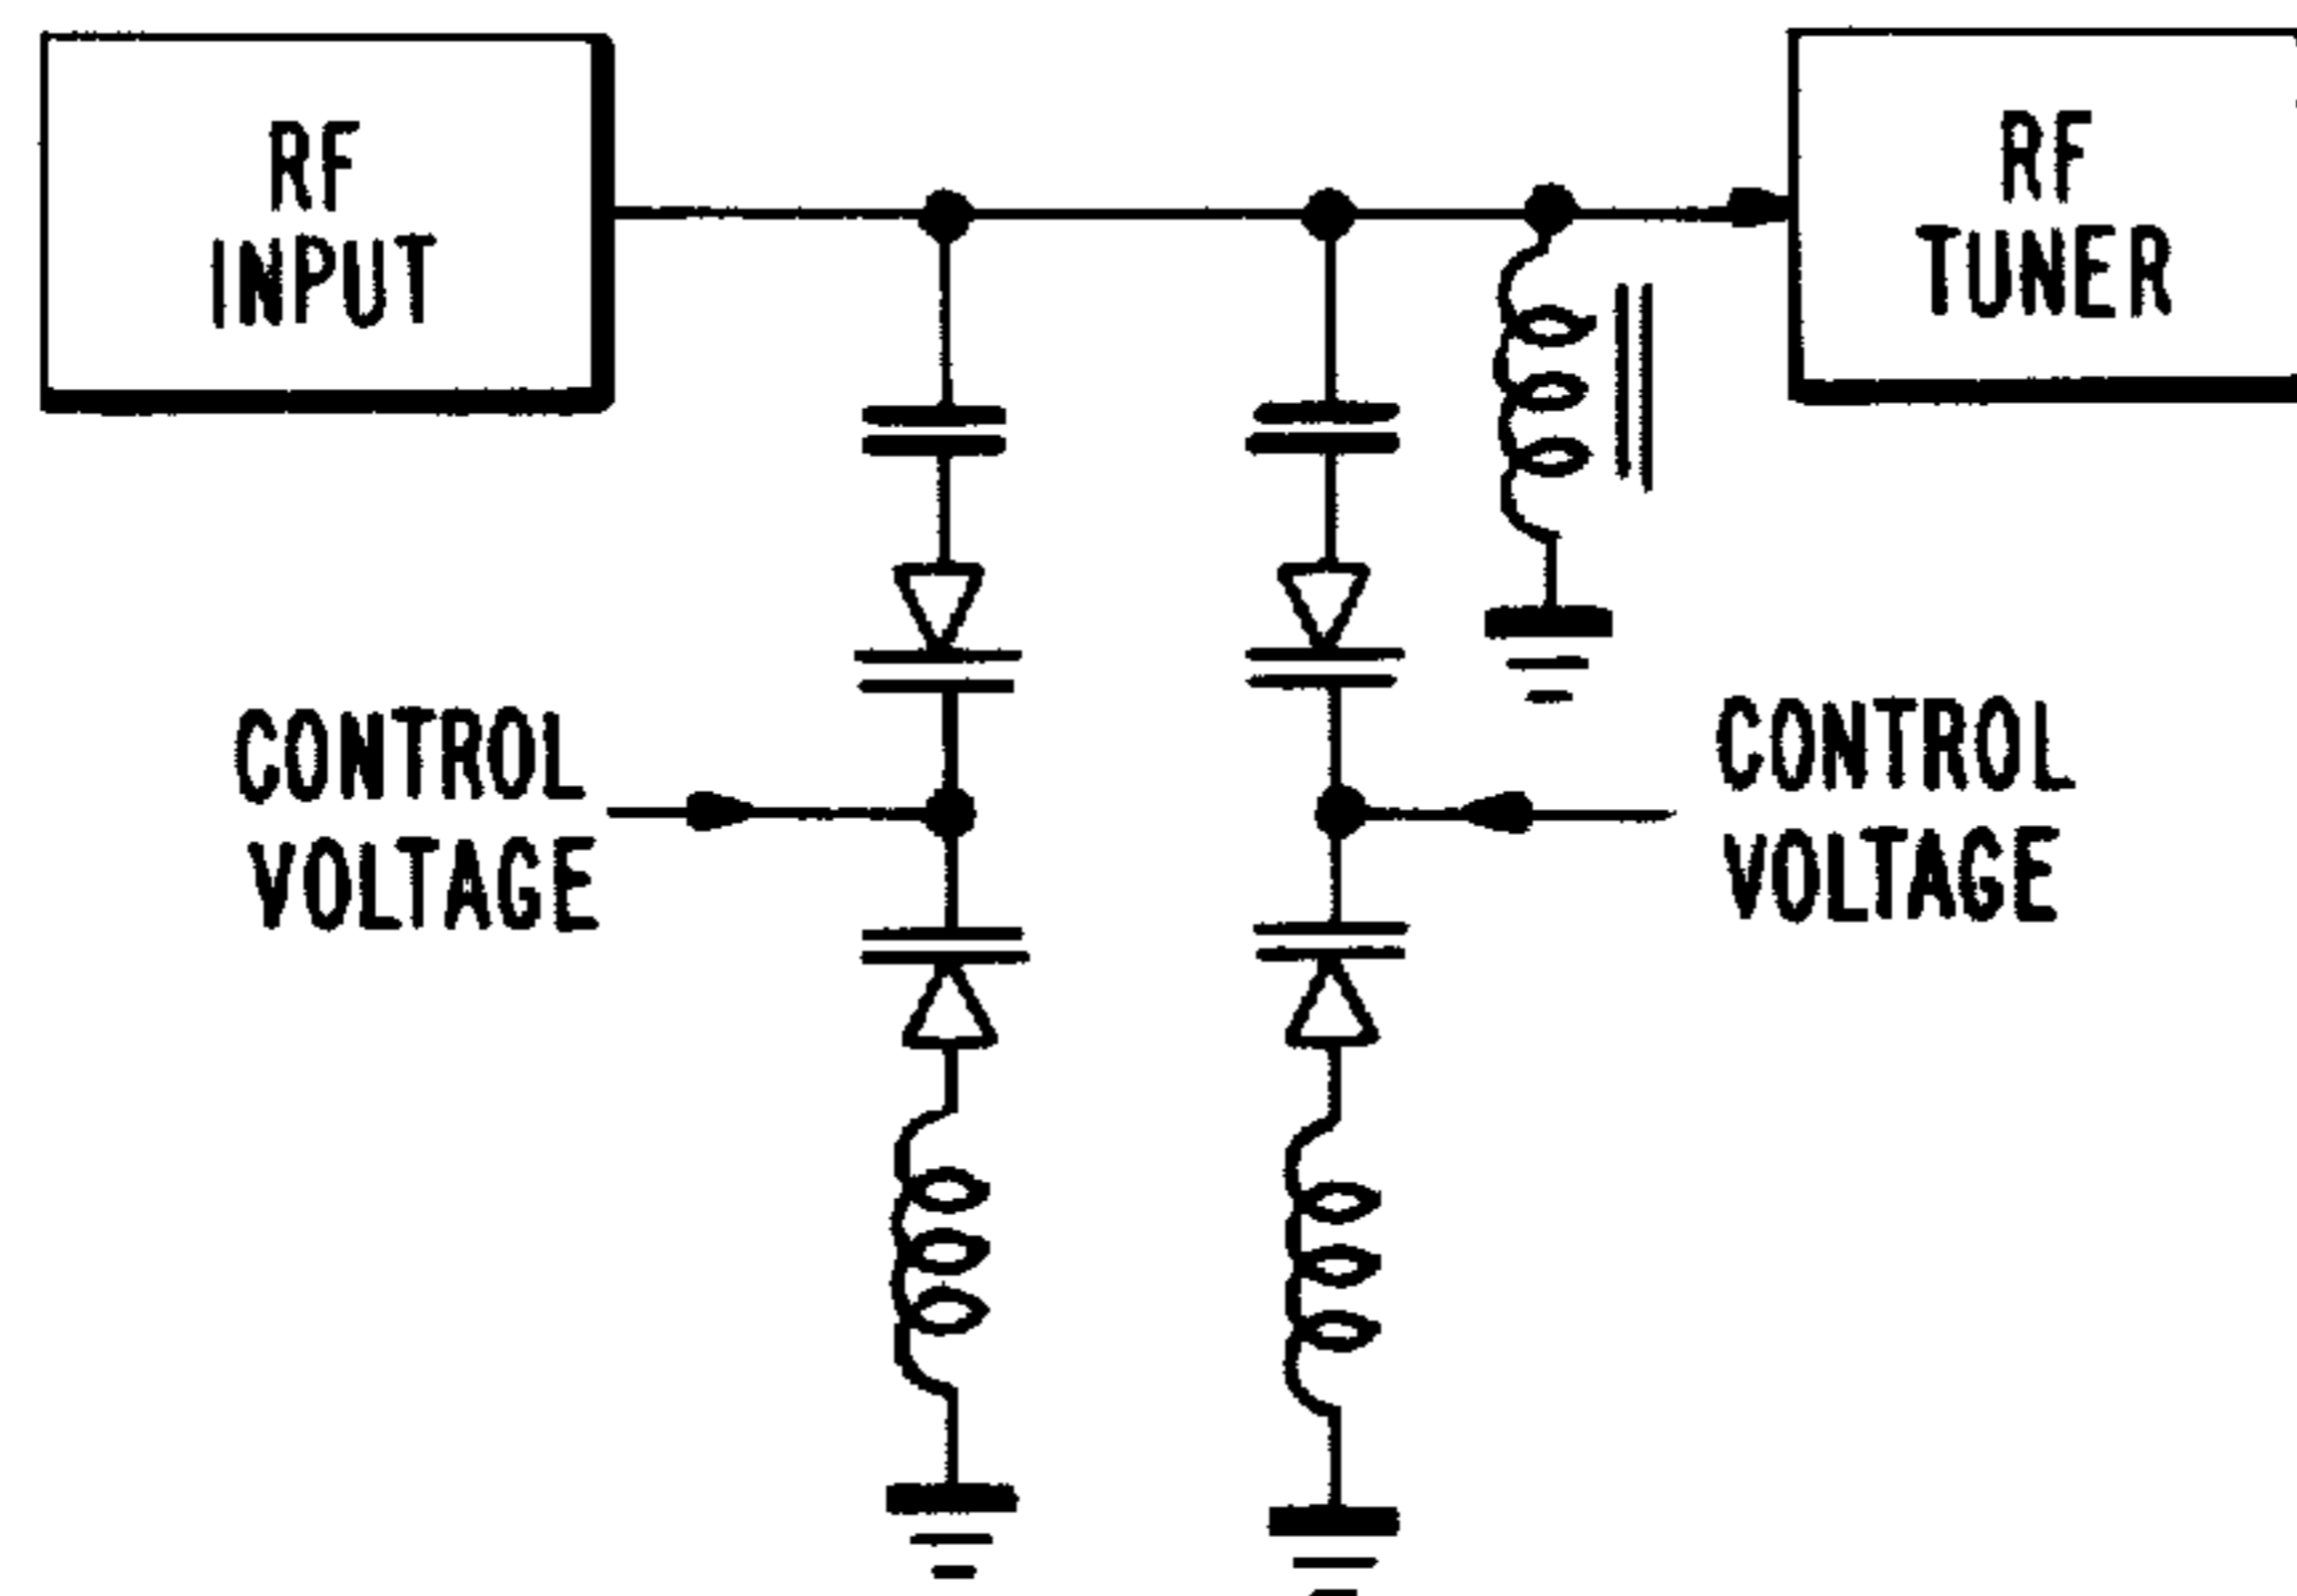 RF
INPUT
RF
TUNER
CONTROL
VOLTAGE
CONTROL
VOLTAGE